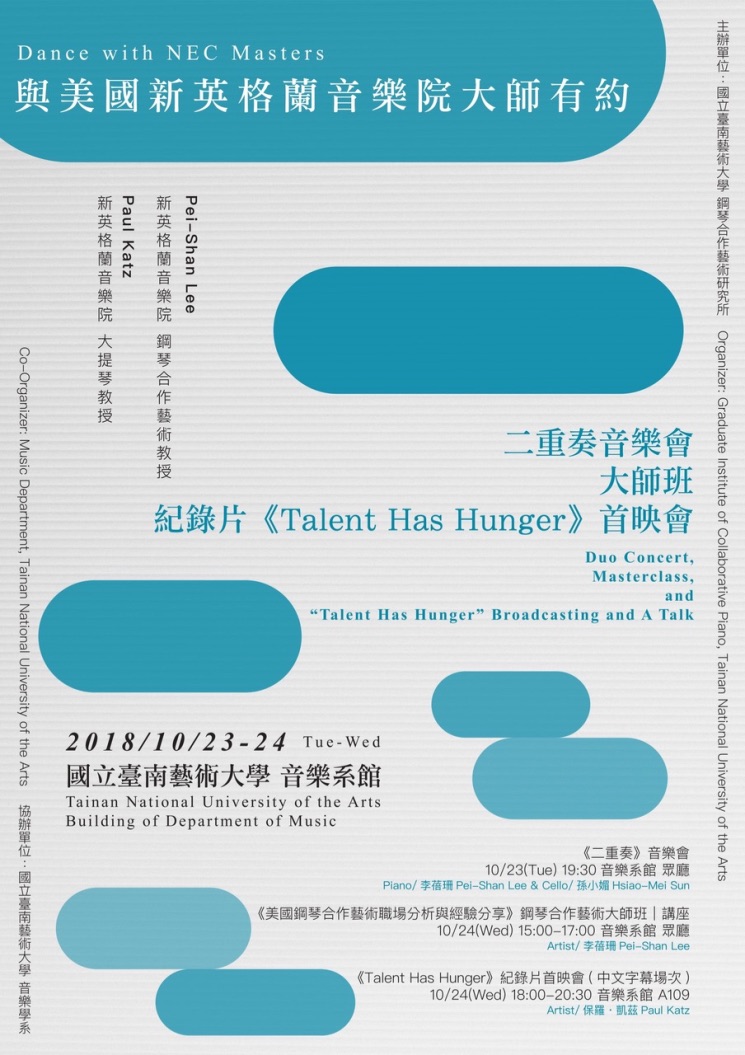 Dance with NEC Masters
與美國新英格蘭音樂院大師有約
主辦單位：國立臺南藝術大學 鋼琴合作藝術研究所 Organizer: Graduate Institute of Collaborative Piano, Tainan National University of the Arts
Pei-Shan Lee
新英格蘭音樂院 鋼琴合作藝術教授
Paul Katz
新英格蘭音樂院 大提琴教授
二重奏音樂會
大師班
紀錄片《Talent Has Hunger》首映會
Duo Concert,
Masterclass,
and
“Talent Has Hunger” Broadcasting and A Talk
2018/10/23-24 Tue-Wed
國立臺南藝術大學 音樂系館
Tainan National University of the Arts
Building of Department of Music
《二重奏》音樂會
10/23(Tue) 19:30 音樂系館 眾廳
Piano/ 李蓓珊 Pei-Shan Lee & Cello/ 孫小媚 Hsiao-Mei Sun
《美國鋼琴合作藝術職場分析與經驗分享》鋼琴合作藝術大師班｜講座
10/24(Wed) 15:00-17:00 音樂系館 眾廳
Artist/ 李蓓珊 Pei-Shan Lee
《Talent Has Hunger》紀錄片首映會 ( 中文字幕場次 )
10/24(Wed) 18:00-20:30 音樂系館 A109
Artist/ 保羅．凱茲 Paul Katz
Co-Organizer: Music Department, Tainan National University of the Arts 協辦單位：國立臺南藝術大學 音樂學系